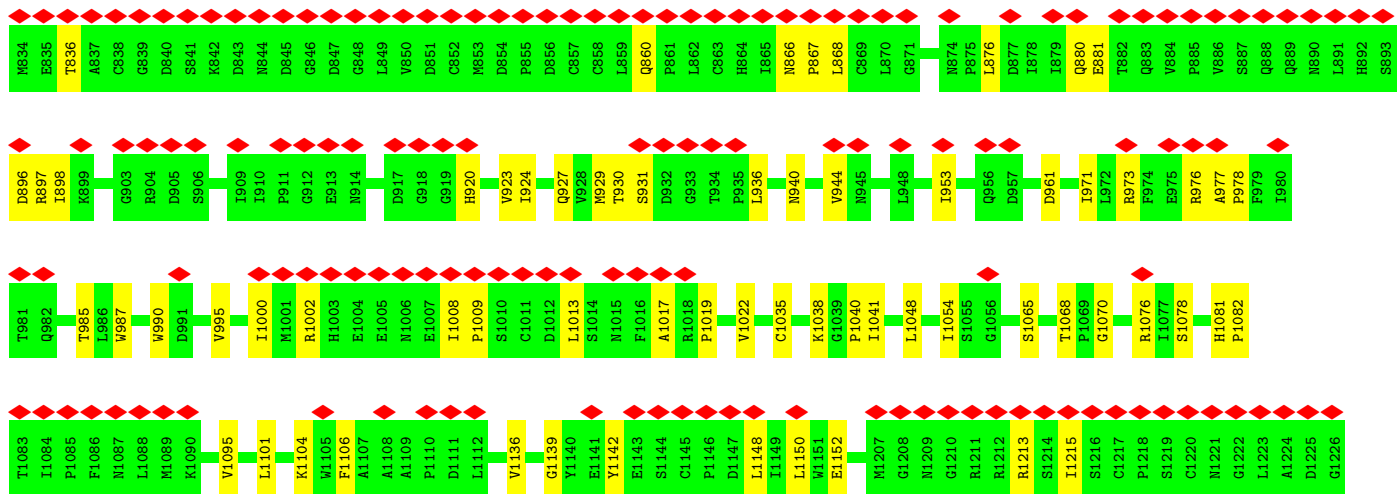 M834 E835 T836 A837 C838 G839 D840 S841 K842 D843 N844 D845 G846 D847 G848 L849 V850 D851 C852 M853 D854 P855 D856 C857 C858 L859 Q860 P861 L862 C863 H864 I865 N866 P867 L868 C869 L870 G871 N874 P875 L876 D877 I878 I879 Q880 E881 T882 Q883 V884 P885 V886 S887 Q888 Q889 N890 L891 H892 S893
D896 R897 I898 K899 G903 R904 D905 S906 I909 I910 P911 G912 E913 N914 D917 G918 G919 H920 V923 I924 Q927 V928 M929 T930 S931 D932 G933 T934 P935 L936 N940 V944 N945 L948 I953 Q956 D957 D961 I971 L972 R973 F974 E975 R976 A977 P978 F979 I980
T981 Q982 T985 L986 W987 W990 D991 V995 I1000 M1001 R1002 H1003 E1004 E1005 N1006 E1007 I1008 P1009 S1010 C1011 D1012 L1013 S1014 N1015 F1016 A1017 R1018 P1019 V1022 C1035 K1038 G1039 P1040 I1041 L1048 I1054 S1055 G1056 S1065 T1068 P1069 G1070 R1076 I1077 S1078 H1081 P1082
T1083 I1084 P1085 F1086 N1087 L1088 M1089 K1090 V1095 L1101 K1104 W1105 F1106 A1107 A1108 A1109 P1110 D1111 L1112 V1136 G1139 Y1140 E1141 Y1142 E1143 S1144 C1145 P1146 D1147 L1148 I1149 L1150 W1151 E1152 M1207 G1208 N1209 G1210 R1211 R1212 R1213 S1214 I1215 S1216 C1217 P1218 S1219 C1220 N1221 G1222 L1223 A1224 D1225 G1226